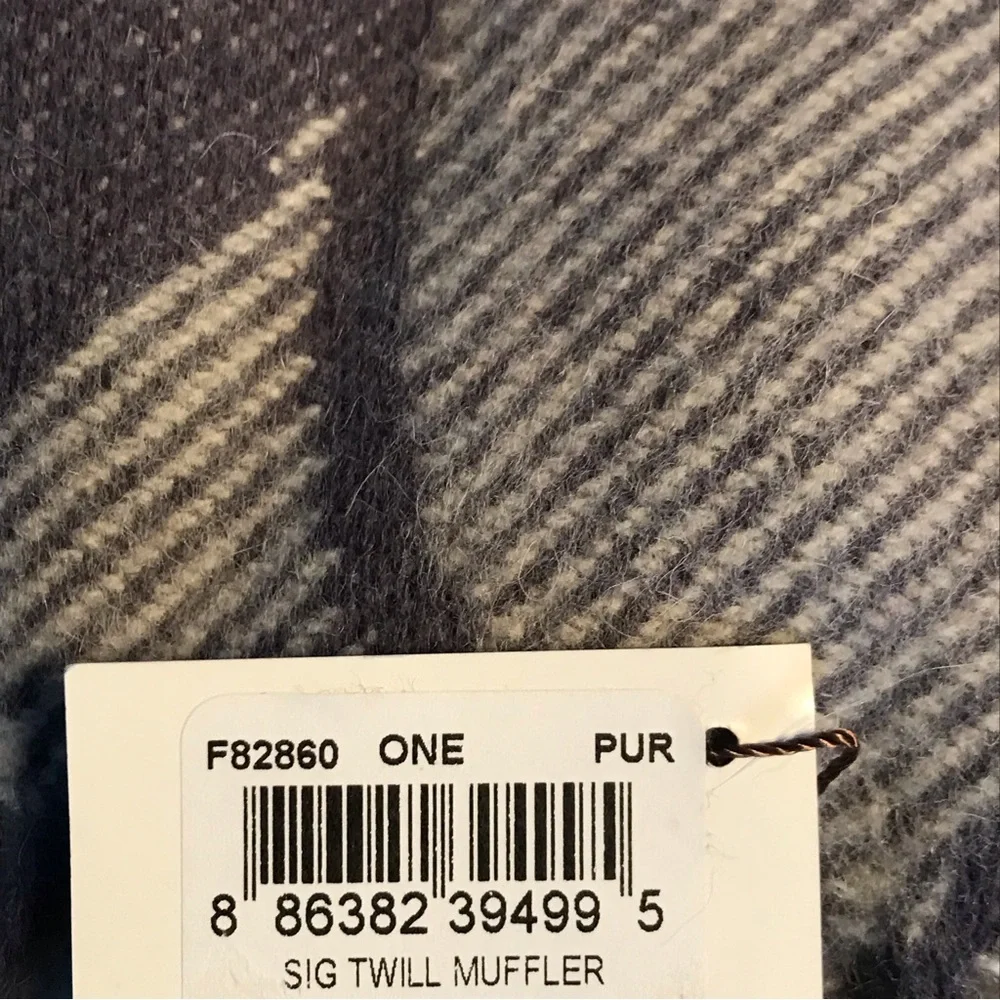 F82860 ONE PUR
8 86382 39499 5
SIG TWILL MUFFLER